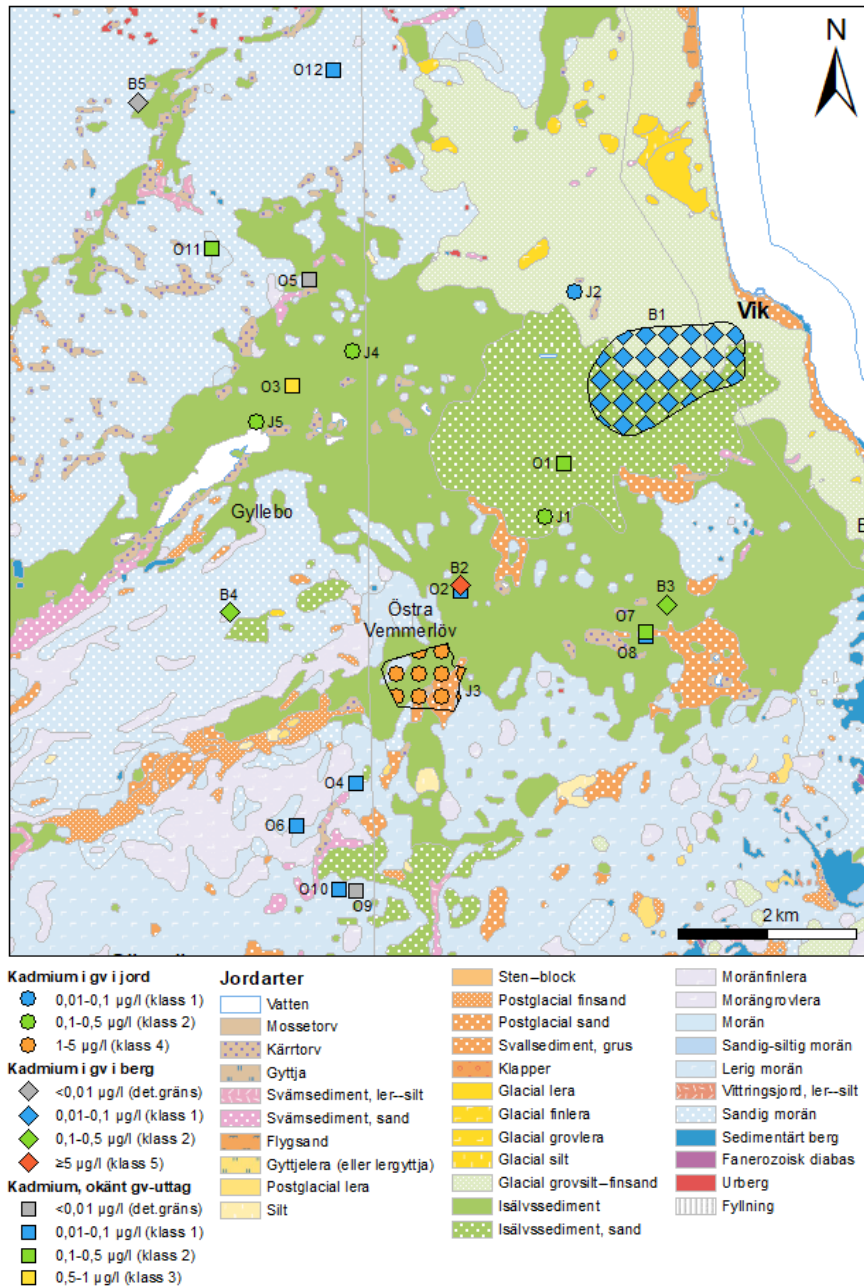 N
O12
B5
O11
O5
J2
B1
Vik
J4
O3
J5
O1
Gyllebo
J1
B2
O2
B3
B4
Östra
Vemmerlöv
O7
O8
J3
O4
O6
O10
O9
2 km
Kadmium i gv i jord
0,01-0,1 µg/l (klass 1)
0,1-0,5 µg/l (klass 2)
1-5 µg/l (klass 4)
Kadmium i gv i berg
<0,01 µg/l (det.gräns)
0,01-0,1 µg/l (klass 1)
0,1-0,5 µg/l (klass 2)
≥5 µg/l (klass 5)
Kadmium, okänt gv-uttag
<0,01 µg/l (det.gräns)
0,01-0,1 µg/l (klass 1)
0,1-0,5 µg/l (klass 2)
0,5-1 µg/l (klass 3)
Jordarter
Vatten
Mossetorv
Kärrtorv
Gyttja
Svämsediment, ler--silt
Svämsediment, sand
Flygsand
Gyttjelera (eller lergyttja)
Postglacial lera
Silt
Sten–block
Postglacial finsand
Postglacial sand
Svallsediment, grus
Klapper
Glacial lera
Glacial finlera
Glacial grovlera
Glacial silt
Glacial grovsilt–finsand
Isälvssediment
Isälvssediment, sand
Moränfinlera
Morängrovlera
Morän
Sandig-siltig morän
Lerig morän
Vittringsjord, ler--silt
Sandig morän
Sedimentärt berg
Fanerozoisk diabas
Urberg
Fyllning